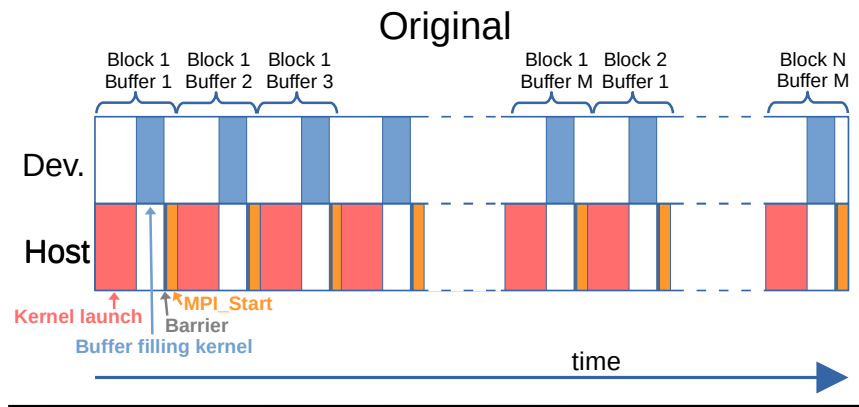 Original
Block 1
Buffer 1
Block 1
Buffer 2
Block 1
Buffer 3
Block 1
Buffer M
Block 2
Buffer 1
Block N
Buffer M
Dev.
Host
Kernel launch
MPI_Start
Barrier
Buffer filling kernel
time